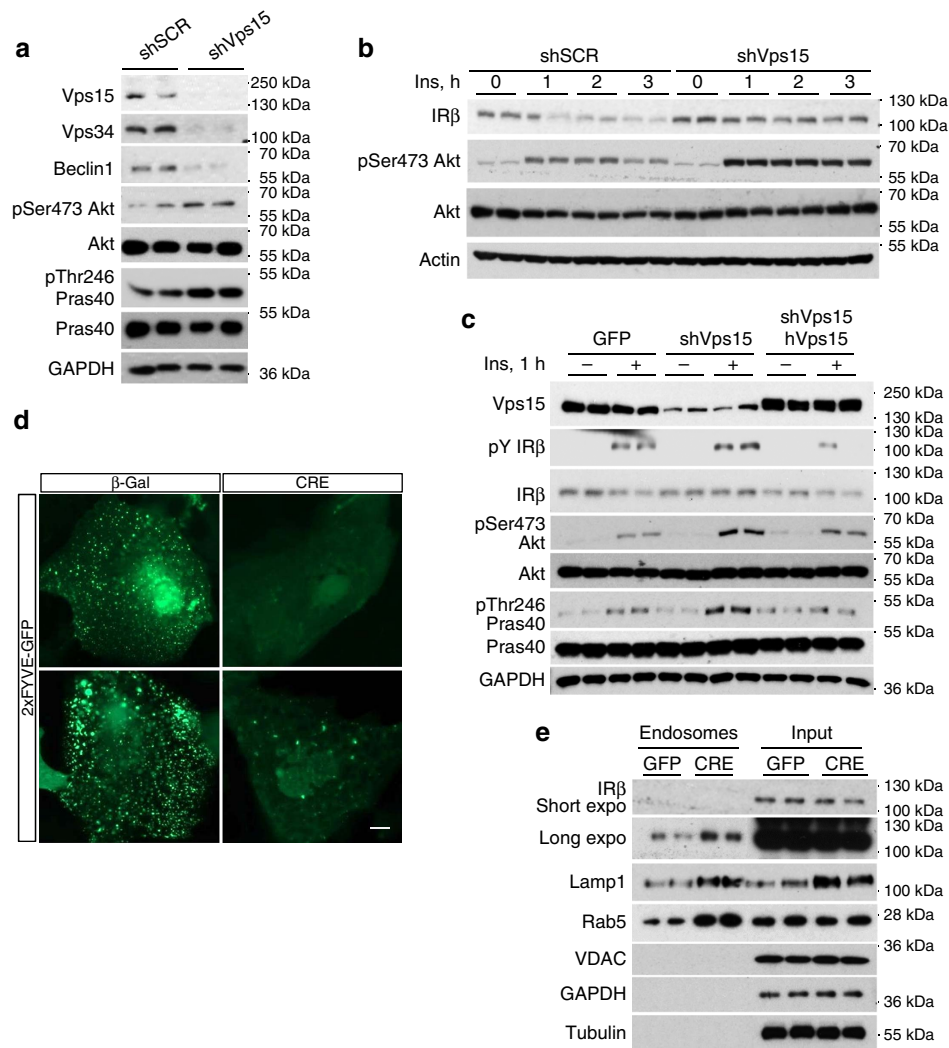 a
shSCR shVps15
Vps15 250 kDa
130 kDa
Vps34 100 kDa
Beclin1 70 kDa
55 kDa
pSer473 Akt 70 kDa
55 kDa
Akt 70 kDa
55 kDa
pThr246
Pras40 55 kDa
Pras40 55 kDa
GAPDH 36 kDa
b
shSCR shVps15
Ins, h 0 1 2 3 0 1 2 3
IRβ 130 kDa
100 kDa
pSer473 Akt 70 kDa
55 kDa
Akt 70 kDa
55 kDa
Actin 55 kDa
c
GFP shVps15 shVps15
hVps15
Ins, 1 h − + − + − +
Vps15 250 kDa
130 kDa
pY IRβ 130 kDa
100 kDa
IRβ 130 kDa
100 kDa
pSer473
Akt 70 kDa
55 kDa
Akt 70 kDa
55 kDa
pThr246
Pras40 55 kDa
Pras40 55 kDa
GAPDH 36 kDa
d
β-Gal CRE
2xFYVE-GFP
e
Endosomes Input
GFP CRE GFP CRE
IRβ
Short expo 130 kDa
100 kDa
Long expo 130 kDa
100 kDa
Lamp1 100 kDa
Rab5 28 kDa
VDAC 36 kDa
GAPDH 36 kDa
Tubulin 55 kDa